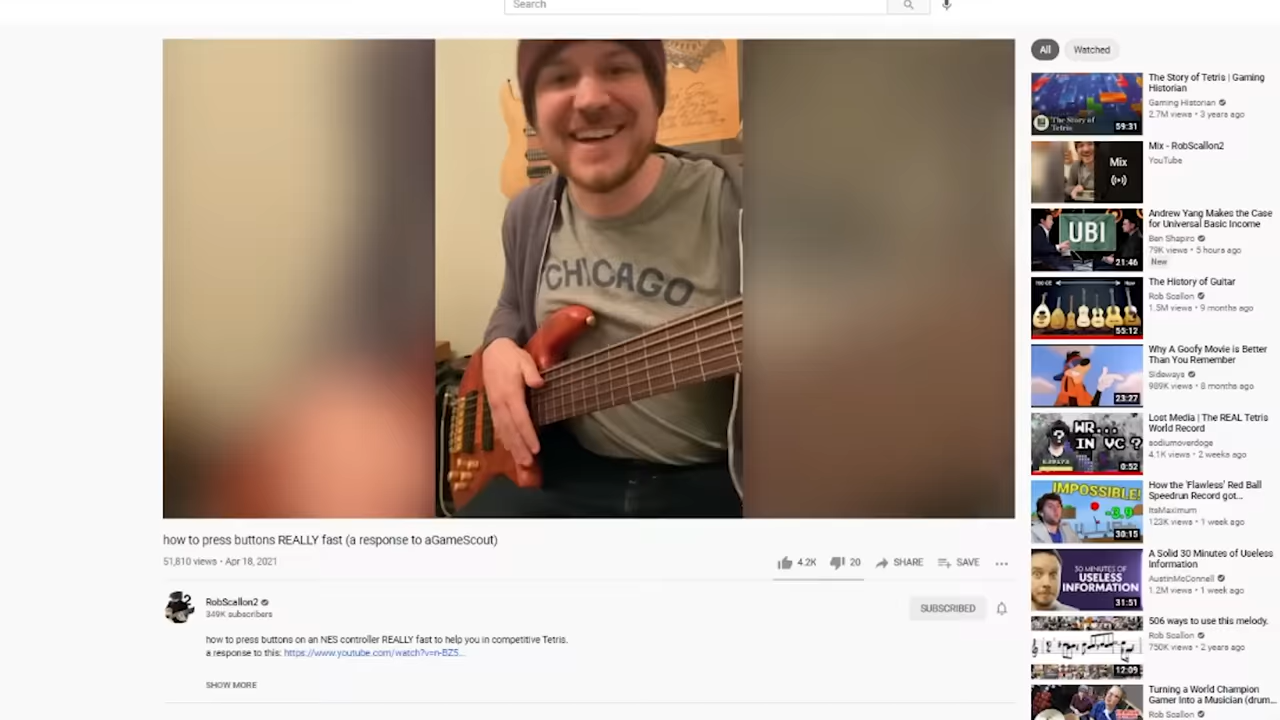 Search
CHICAGO
how to press buttons REALLY fast (a response to aGameScout)
51,810 views • Apr 18, 2021
4.2K
20
SHARE
SAVE
RobScallon2
349K subscribers
SUBSCRIBED
how to press buttons on an NES controller REALLY fast to help you in competitive Tetris.
a response to this: https://www.youtube.com/watch?v=n-BZ5...
SHOW MORE
All
Watched
The Story of Tetris
59:31
The Story of Tetris | Gaming
Historian
Gaming Historian
2.7M views • 3 years ago
Mix
Mix - RobScallon2
YouTube
UBI
21:46
Andrew Yang Makes the Case
for Universal Basic Income
Ben Shapiro
79K views • 5 hours ago
New
55:12
The History of Guitar
Rob Scallon
1.5M views • 9 months ago
23:27
Why A Goofy Movie is Better
Than You Remember
Sideways
989K views • 8 months ago
WR...
IN VC ?
0:52
Lost Media | The REAL Tetris
World Record
sodiumoverdoge
4.1K views • 2 weeks ago
IMPOSSIBLE!
-3.9
30:15
How the 'Flawless' Red Ball
Speedrun Record got...
ItsMaximum
123K views • 1 week ago
30 MINUTES OF
USELESS
INFORMATION
31:51
A Solid 30 Minutes of Useless
Information
AustinMcConnell
1.2M views • 1 week ago
12:09
506 ways to use this melody.
Rob Scallon
750K views • 2 years ago
Turning a World Champion
Gamer Into a Musician (drum...
Rob Scallon